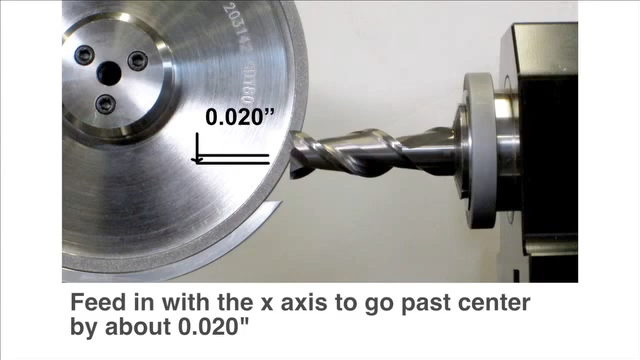 0.020”
Feed in with the x axis to go past center
by about 0.020"